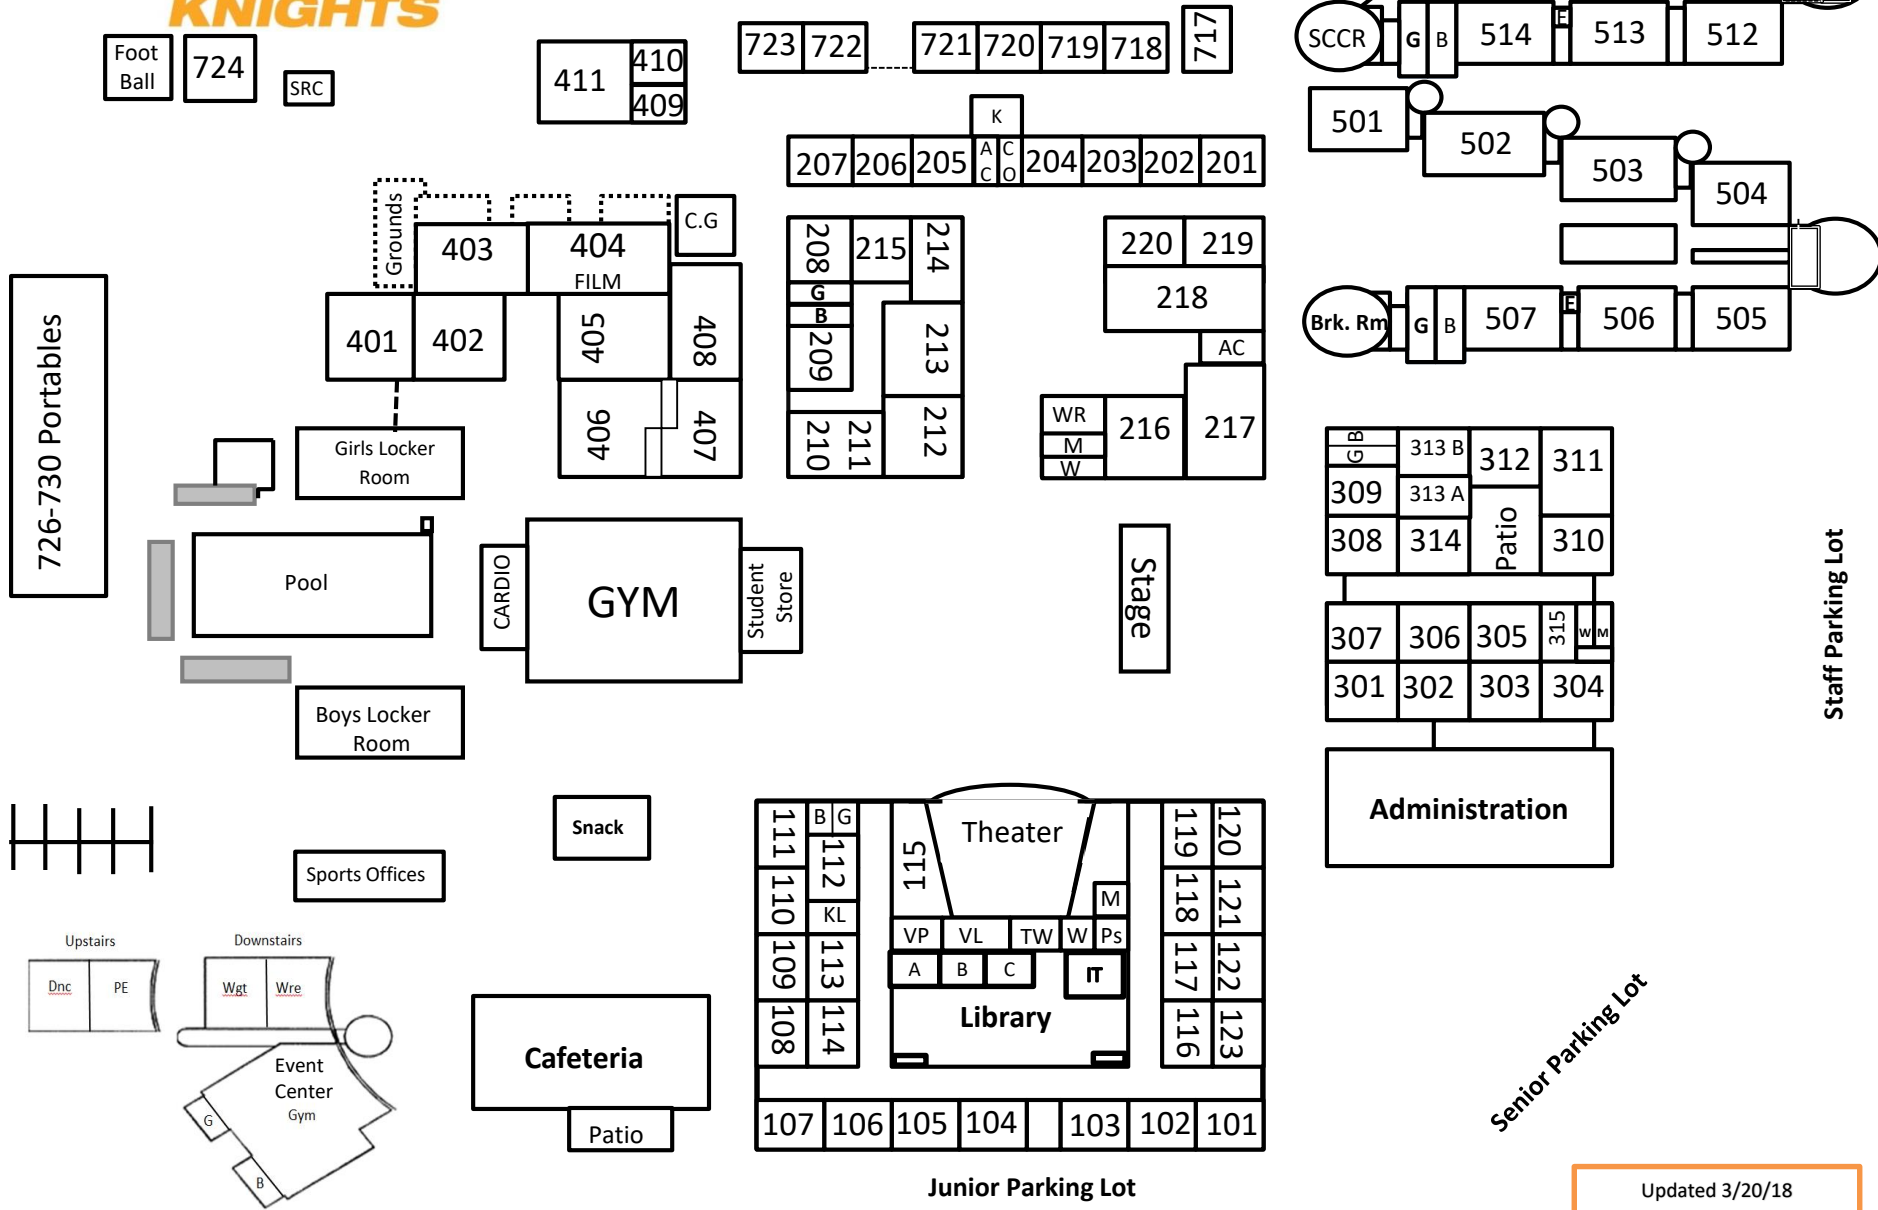 KNIGHTS
Foot
Ball
724
SRC
411
410
409
723
722
721
720
719
718
717
SCCR
G
B
514
E
513
512
501
502
503
504
K
207
206
205
A
C
C
O
204
203
202
201
Grounds
403
404
FILM
C.G
401
402
405
408
406
407
208
215
214
G
B
209
213
210
211
212
220
219
218
AC
WR
M
W
216
217
Brk. Rm
G
B
507
E
506
505
726-730 Portables
Girls Locker
Room
Pool
CARDIO
GYM
Student
Store
Stage
G B
313 B
312
311
309
313 A
308
314
Patio
310
307
306
305
315
W
M
301
302
303
304
Administration
Staff Parking Lot
Boys Locker
Room
Snack
Sports Offices
111
B
G
112
115
Theater
119
120
110
KL
M
118
121
VP
VL
TW
W
Ps
109
113
A
B
C
IT
117
122
108
114
Library
116
123
107
106
105
104
103
102
101
Junior Parking Lot
Senior Parking Lot
Cafeteria
Patio
Upstairs
Downstairs
Dnc
PE
Wgt
Wre
Event
Center
Gym
G
B
Updated 3/20/18